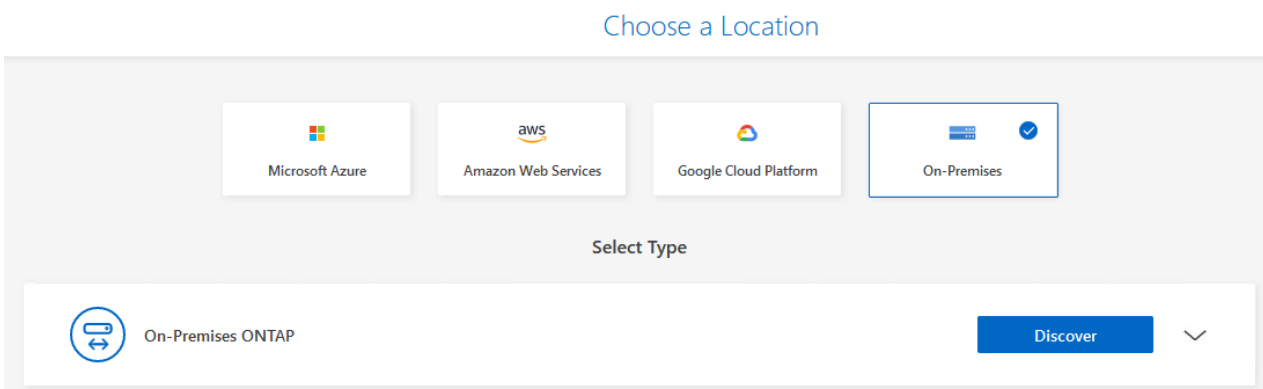 Choose a Location
aws
Microsoft Azure
Amazon Web Services
Google Cloud Platform
On-Premises
Select Type
On-Premises ONTAP
Discover